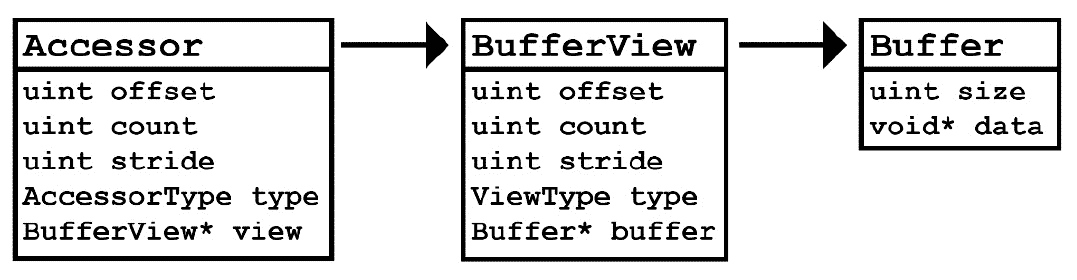 Accessor
uint offset
uint count
uint stride
AccessorType type
BufferView* view
BufferView
uint offset
uint count
uint stride
ViewType type
Buffer* buffer
Buffer
uint size
void* data